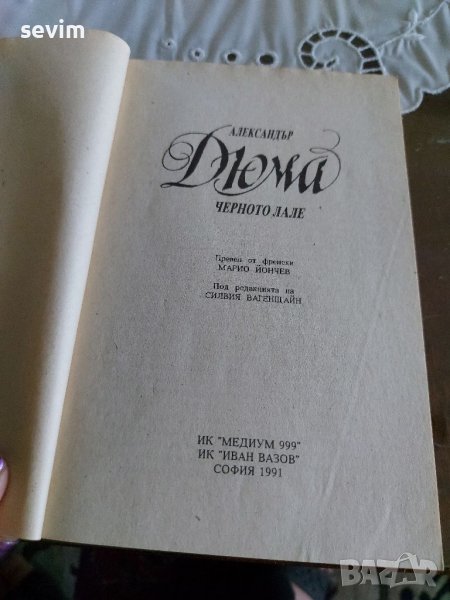 sevim
АЛЕКСАНДЪР
Дюма
ЧЕРНОТО ЛАЛЕ
Превел от френски
МАРИО ЙОНЧЕВ
Под редакцията на
СИЛВИЯ ВАГЕНЩАЙН
ИК "МЕДИУМ 999"
ИК "ИВАН ВАЗОВ"
СОФИЯ 1991
BAZAR